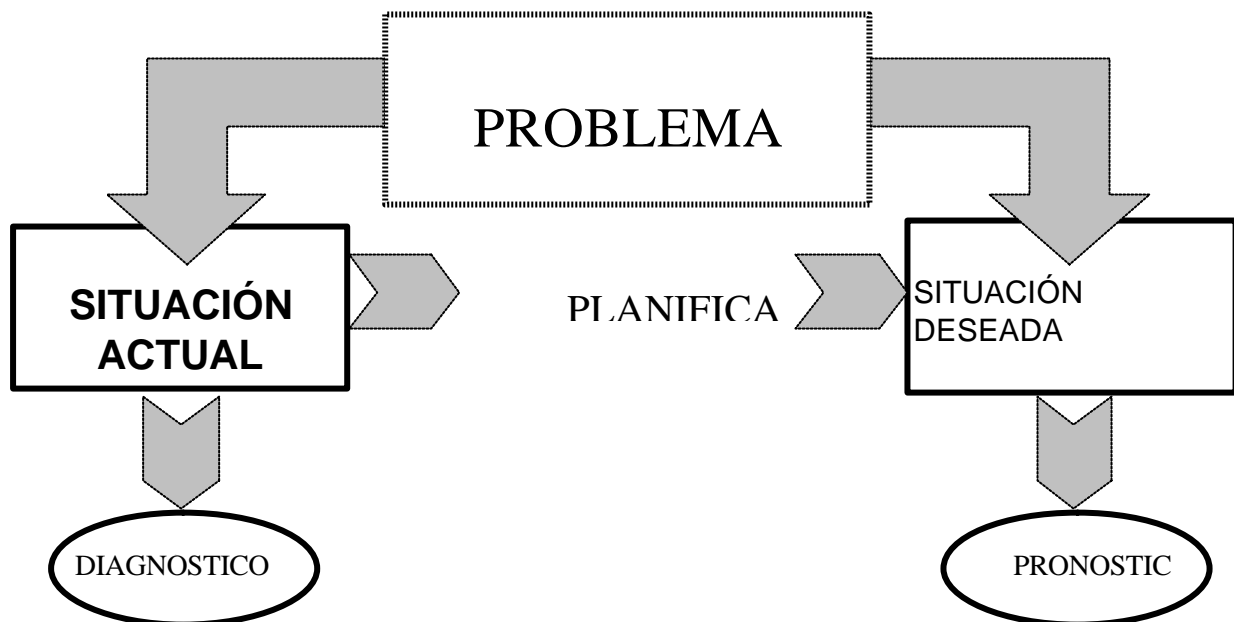 PROBLEMA
SITUACIÓN
ACTUAL
PLANIFICA
SITUACIÓN
DESEADA
DIAGNOSTICO
PRONOSTIC